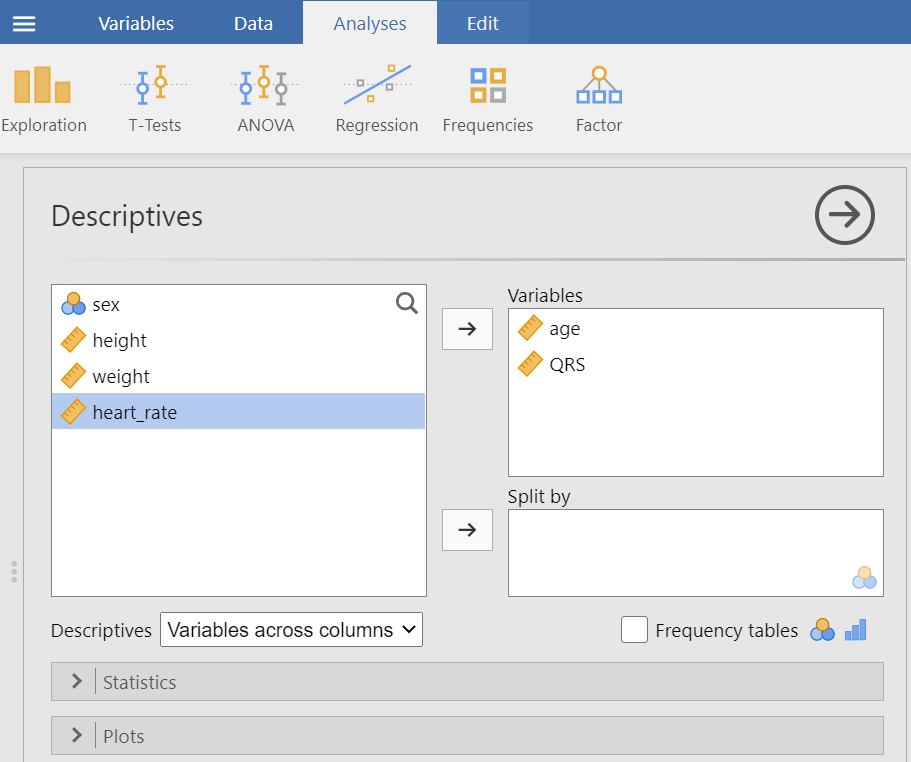 Variables Data Analyses Edit
Exploration T-Tests ANOVA Regression Frequencies Factor
Descriptives
sex
height
weight
heart_rate
Variables
age
QRS
Split by
Descriptives Variables across columns Frequency tables
Statistics
Plots